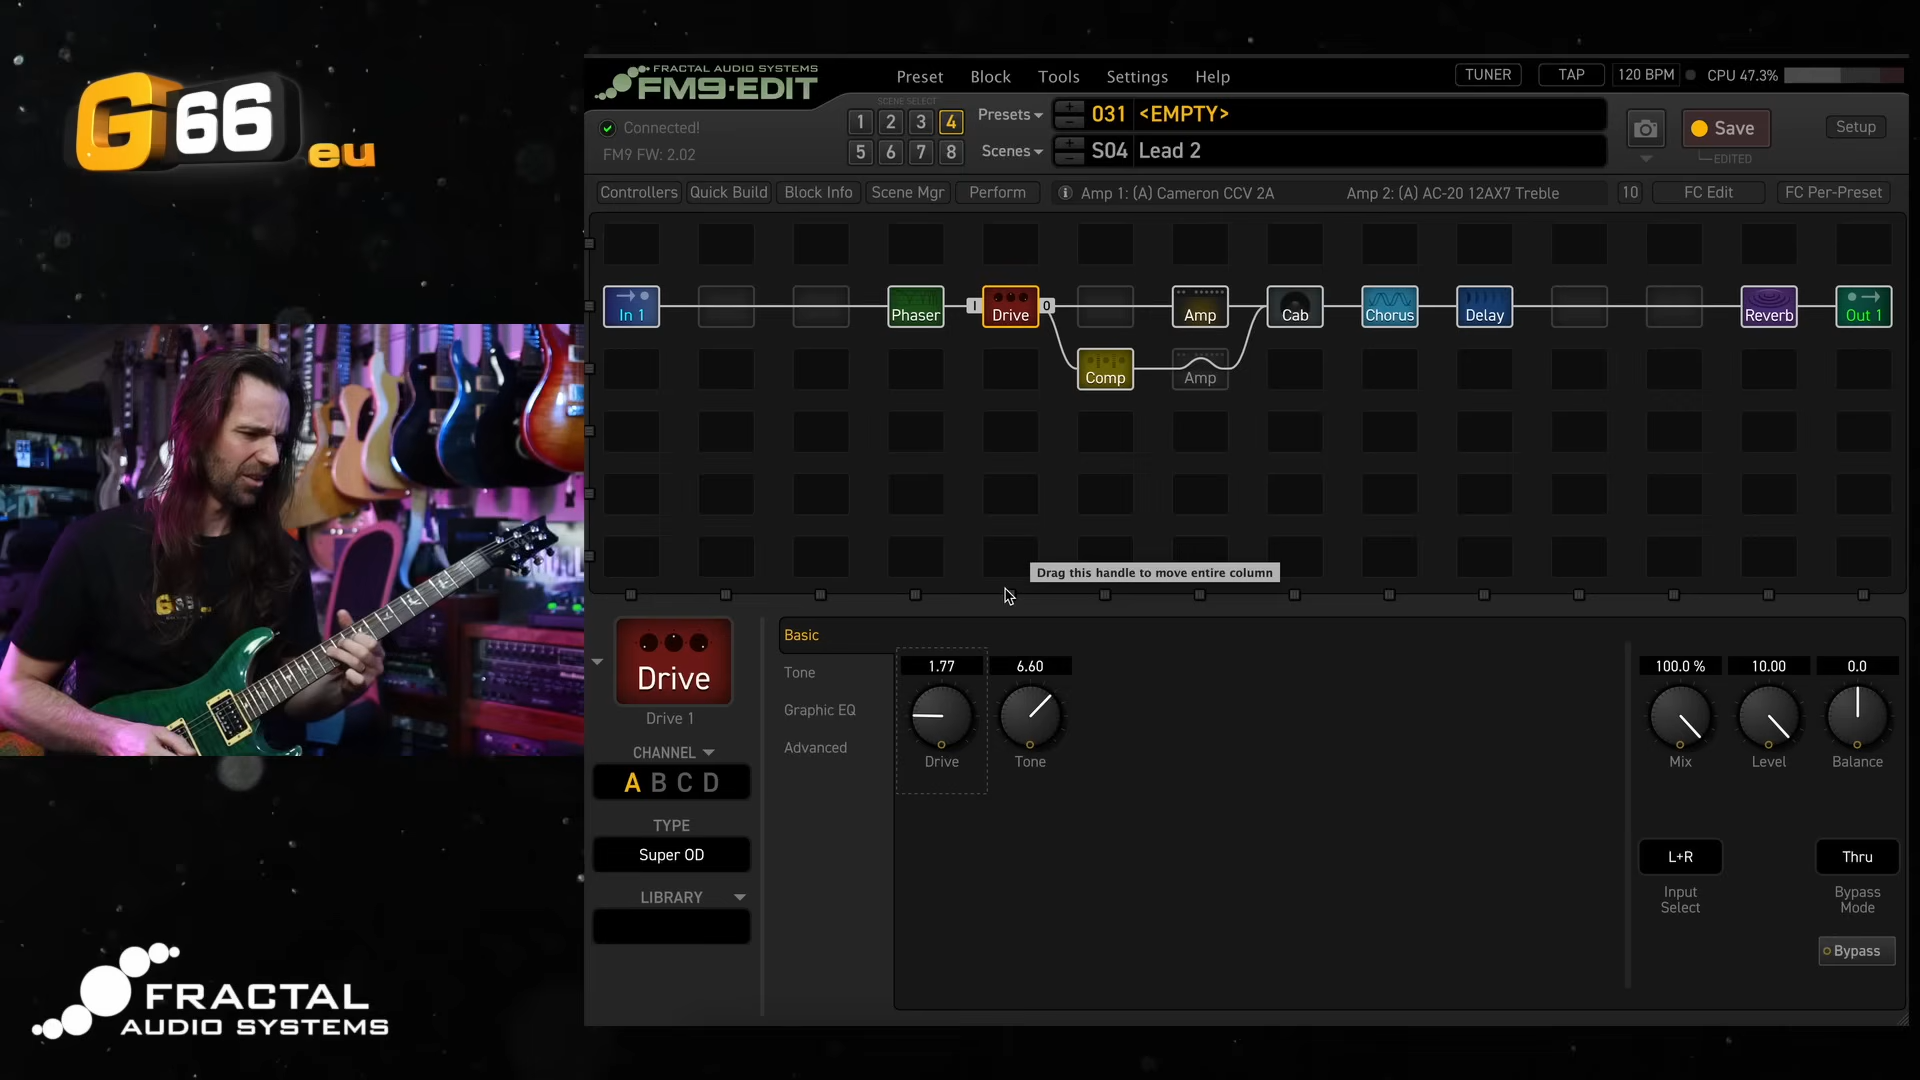 G66
eu
FRACTAL AUDIO SYSTEMS
FM9-EDIT
Preset Block Tools Settings Help
TUNER TAP 120 BPM CPU 47.3%
Connected!
FM9 FW: 2.02
SCENE SELECT
1 2 3 4
5 6 7 8
Presets 031 <EMPTY>
Scenes S04 Lead 2
Save
EDITED
Setup
Controllers Quick Build Block Info Scene Mgr Perform
Amp 1: (A) Cameron CCV 2A Amp 2: (A) AC-20 12AX7 Treble
10 FC Edit FC Per-Preset
In 1 Phaser I Drive O Amp Cab Chorus Delay Reverb Out 1
Comp Amp
Drag this handle to move entire column
Drive
Drive 1
CHANNEL
A B C D
TYPE
Super OD
LIBRARY
Basic
Tone
Graphic EQ
Advanced
1.77 6.60
Drive Tone
100.0 % 10.00 0.0
Mix Level Balance
L+R Thru
Input Select
Bypass Mode
Bypass
FRACTAL
AUDIO SYSTEMS